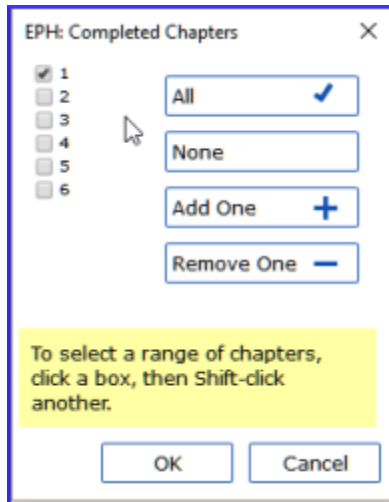 EPH: Completed Chapters
1
2
3
4
5
6
All
None
Add One
Remove One
To select a range of chapters,
click a box, then Shift-click
another.
OK
Cancel